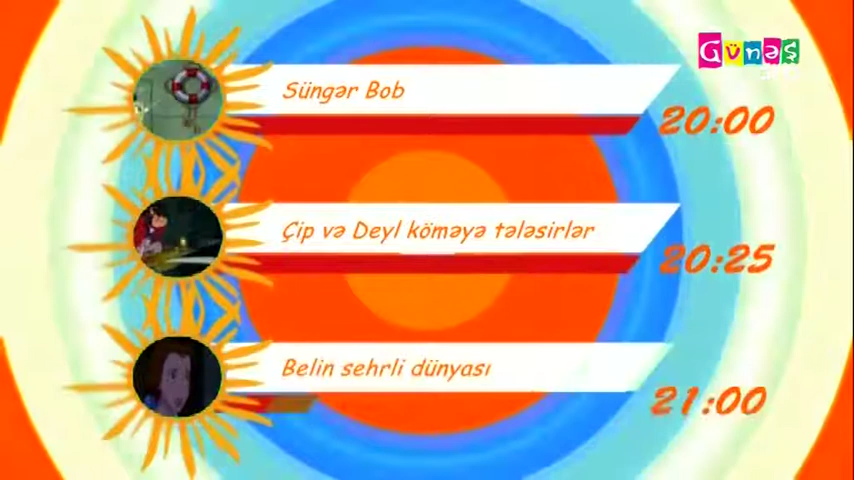 Günəş
Süngər Bob
20:00
Çip və Deyl köməyə tələsirlər
20:25
Belin sehrli dünyası
21:00